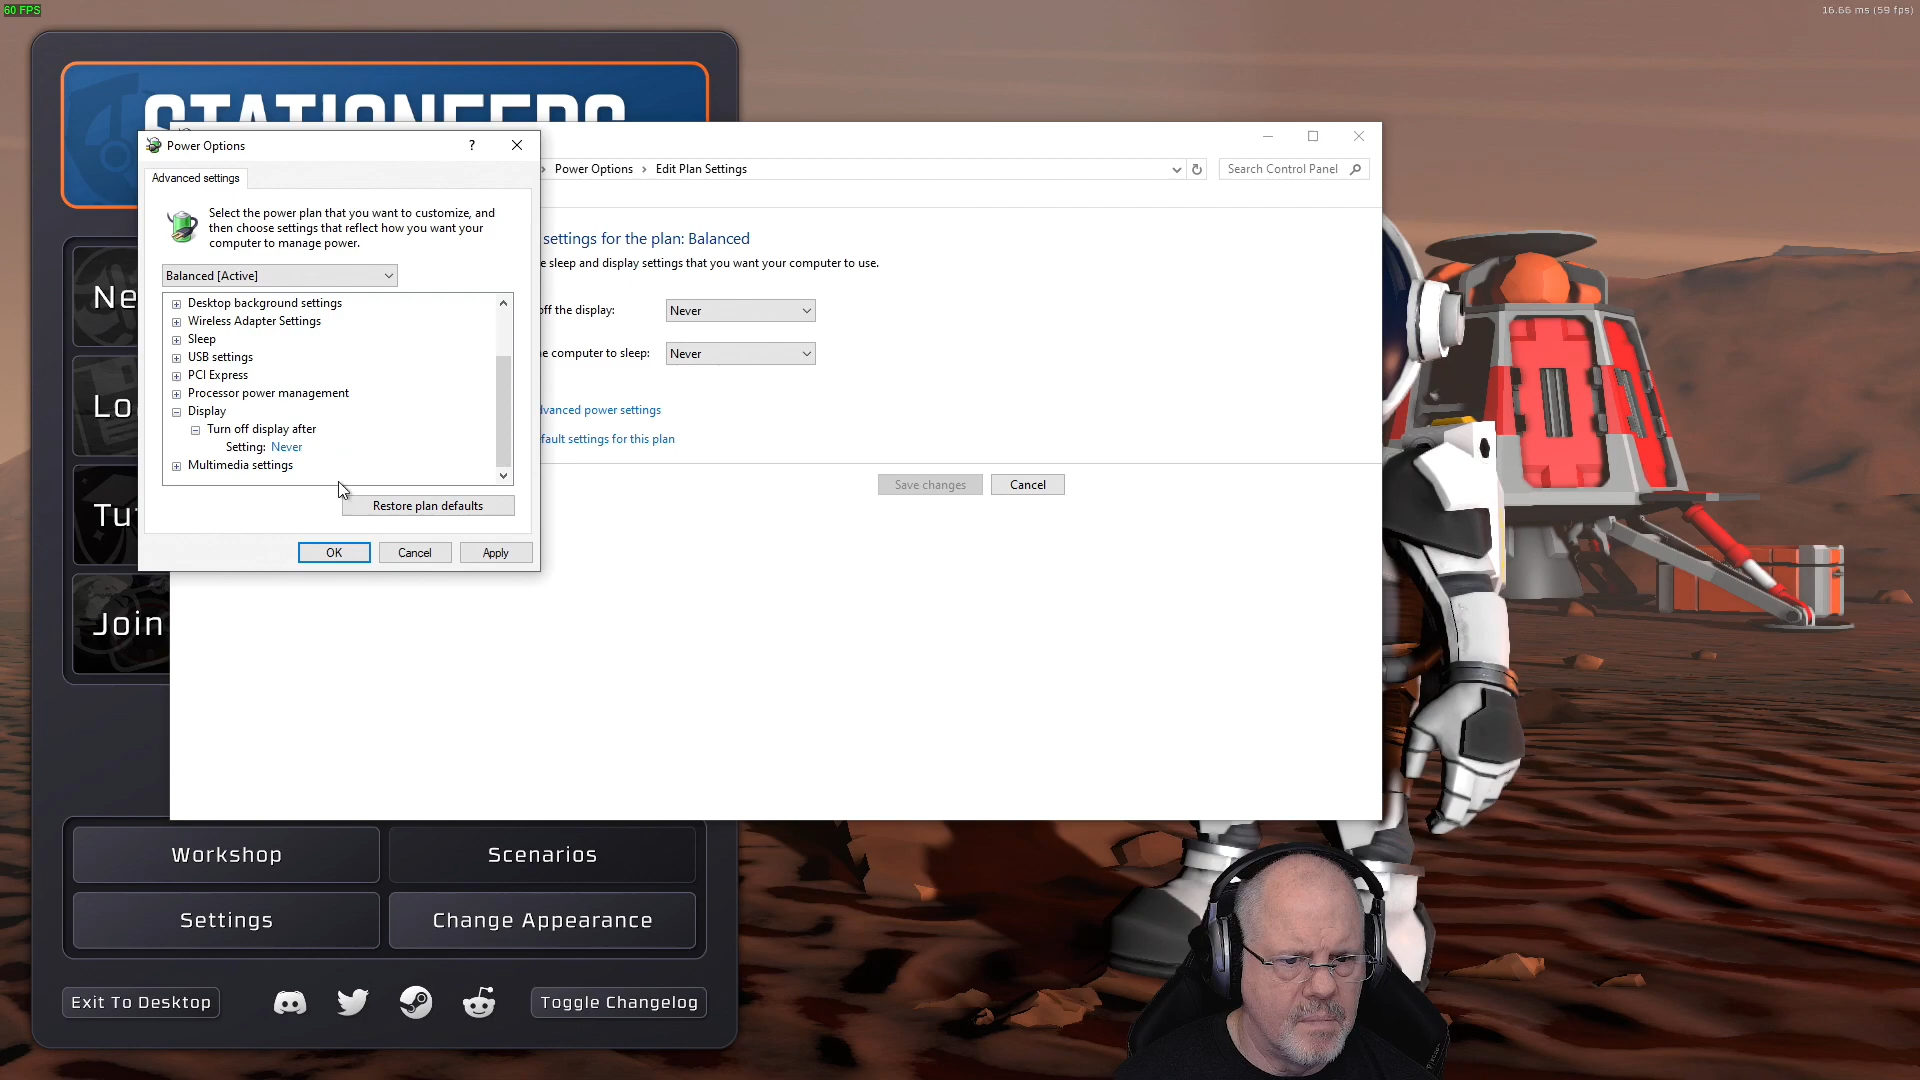 60 FPS
16.66 ms (59 fps)
STATIONEERS
Power Options
?
Advanced settings
Select the power plan that you want to customize, and
then choose settings that reflect how you want your
computer to manage power.
Balanced [Active]
Desktop background settings
Wireless Adapter Settings
Sleep
USB settings
PCI Express
Processor power management
Display
Turn off display after
Setting: Never
Multimedia settings
Restore plan defaults
OK
Cancel
Apply
Power Options > Edit Plan Settings
Search Control Panel
settings for the plan: Balanced
sleep and display settings that you want your computer to use.
off the display:
Never
computer to sleep:
Never
dvanced power settings
fault settings for this plan
Save changes
Cancel
Ne
Lo
Tu
Join
Workshop
Scenarios
Settings
Change Appearance
Exit To Desktop
Toggle Changelog